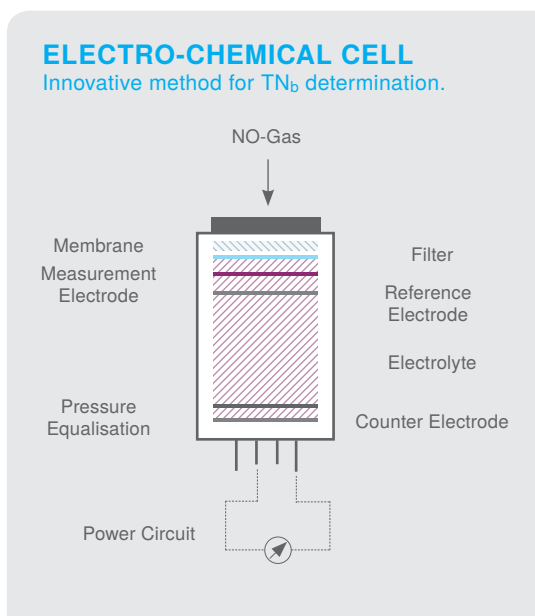 ELECTRO-CHEMICAL CELL
Innovative method for TN_b determination.
NO-Gas
Membrane
Filter
Measurement
Electrode
Reference
Electrode
Electrolyte
Pressure
Equalisation
Counter Electrode
Power Circuit